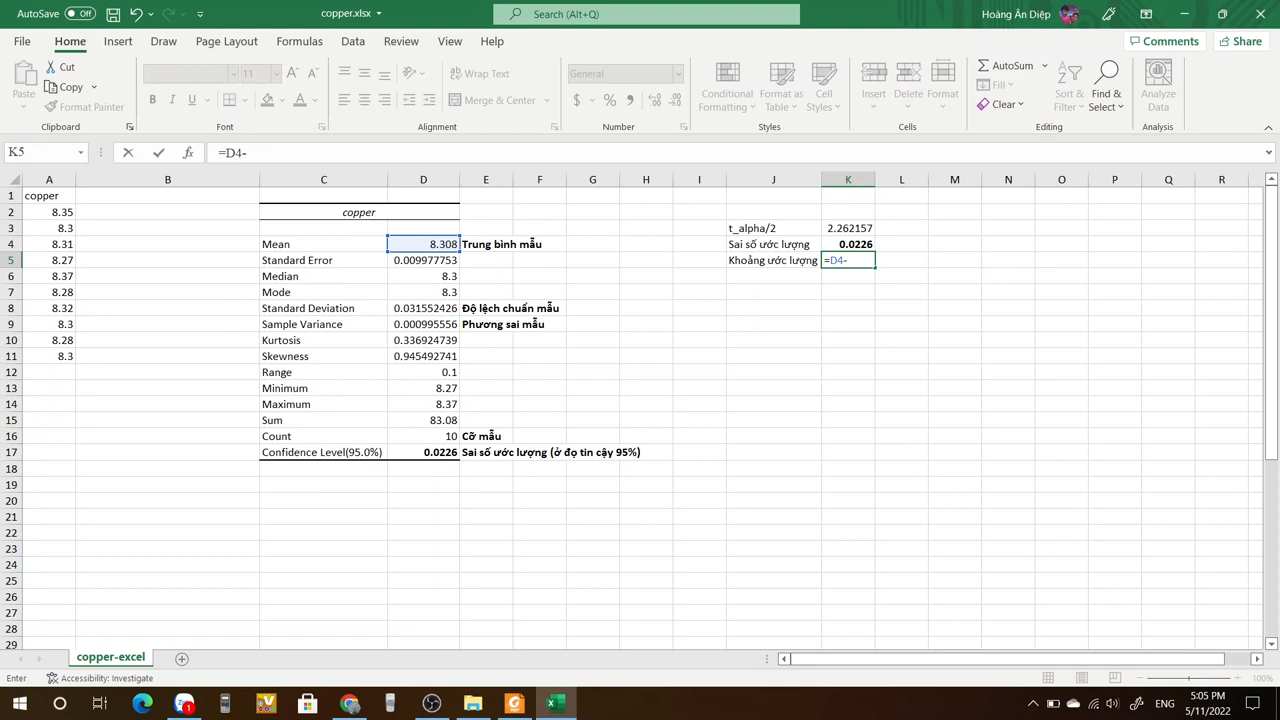 AutoSave Off
copper.xlsx
Search (Alt+Q)
Hoàng Ân Diệp
File Home Insert Draw Page Layout Formulas Data Review View Help
Comments Share
Paste Cut Copy Format Painter
11
B I U
Wrap Text
Merge & Center
General
$ % 9
Conditional Formatting
Format as Table
Cell Styles
Insert Delete Format
AutoSum Fill Clear
Sort & Filter
Find & Select
Analyze Data
Clipboard Font Alignment Number Styles Cells Editing Analysis
K5 fx =D4-
A B C D E F G H I J K L M N O P Q R
1 copper
2 8.35 copper
3 8.3 t_alpha/2 2.262157
4 8.31 Mean 8.308 Trung bình mẫu Sai số ước lượng 0.0226
5 8.27 Standard Error 0.009977753 Khoảng ước lượng =D4-
6 8.37 Median 8.3
7 8.28 Mode 8.3
8 8.32 Standard Deviation 0.031552426 Độ lệch chuẩn mẫu
9 8.3 Sample Variance 0.000995556 Phương sai mẫu
10 8.28 Kurtosis 0.336924739
11 8.3 Skewness 0.945492741
12 Range 0.1
13 Minimum 8.27
14 Maximum 8.37
15 Sum 83.08
16 Count 10 Cỡ mẫu
17 Confidence Level(95.0%) 0.0226 Sai số ước lượng (ở đọ tin cậy 95%)
18
19
20
21
22
23
24
25
26
27
28
29
copper-excel
Enter Accessibility: Investigate 100%
1
ENG
5:05 PM
5/11/2022